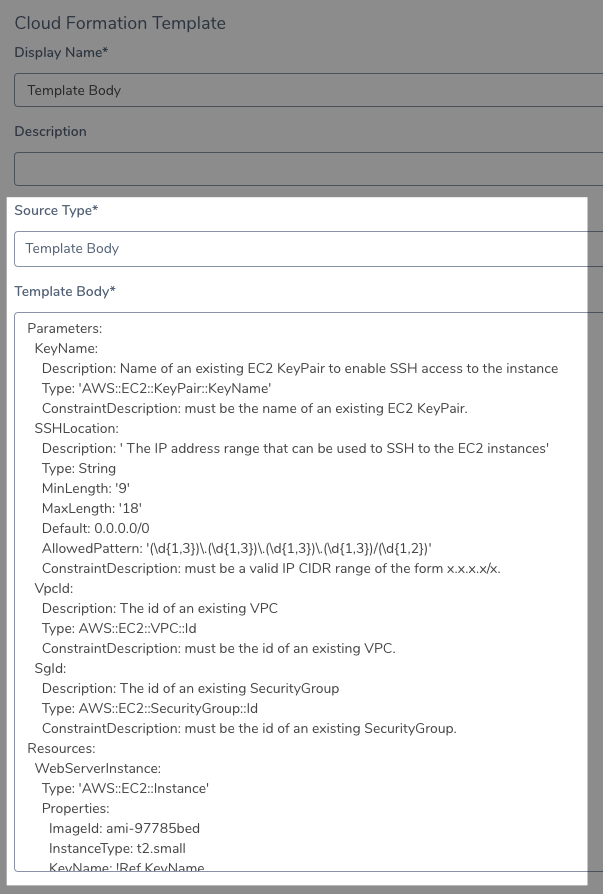 Cloud Formation Template
Display Name*
Template Body
Description
Source Type*
Template Body
Template Body*
Parameters:
KeyName:
Description: Name of an existing EC2 KeyPair to enable SSH access to the instance
Type: 'AWS::EC2::KeyPair::KeyName'
ConstraintDescription: must be the name of an existing EC2 KeyPair.
SSHLocation:
Description: ' The IP address range that can be used to SSH to the EC2 instances'
Type: String
MinLength: '9'
MaxLength: '18'
Default: 0.0.0.0/0
AllowedPattern: '(\d{1,3})\.(\d{1,3})\.(\d{1,3})\.(\d{1,3})/(\d{1,2})'
ConstraintDescription: must be a valid IP CIDR range of the form x.x.x.x/x.
VpcId:
Description: The id of an existing VPC
Type: AWS::EC2::VPC::Id
ConstraintDescription: must be the id of an existing VPC.
SgId:
Description: The id of an existing SecurityGroup
Type: AWS::EC2::SecurityGroup::Id
ConstraintDescription: must be the id of an existing SecurityGroup.
Resources:
WebServerInstance:
Type: 'AWS::EC2::Instance'
Properties:
ImageId: ami-97785bed
InstanceType: t2.small
KeyName: !Ref KeyName